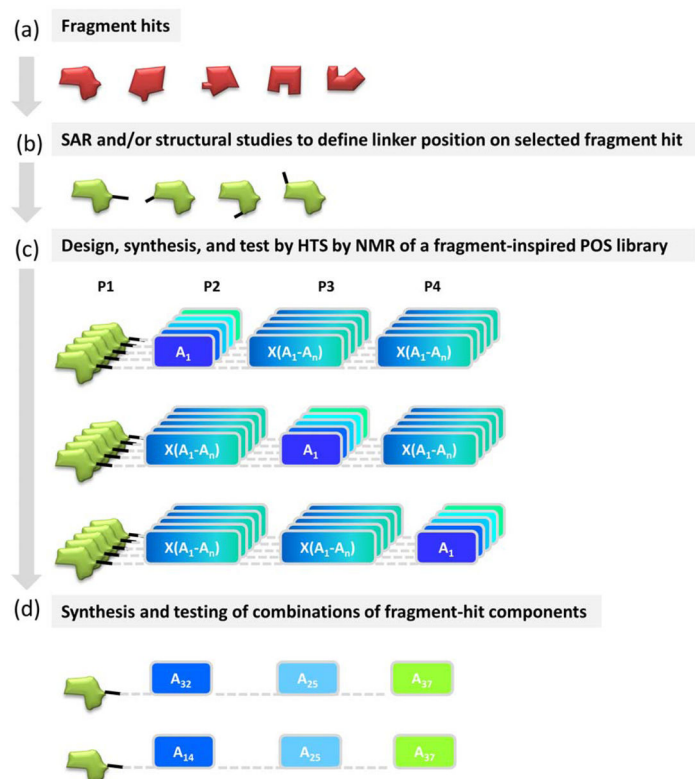 (a) Fragment hits
(b) SAR and/or structural studies to define linker position on selected fragment hit
(c) Design, synthesis, and test by HTS by NMR of a fragment-inspired POS library
P1 P2 P3 P4
A₁ X(A₁-Aₙ) X(A₁-Aₙ)
X(A₁-Aₙ) A₁ X(A₁-Aₙ)
X(A₁-Aₙ) X(A₁-Aₙ) A₁
(d) Synthesis and testing of combinations of fragment-hit components
A₃₂ A₂₅ A₃₇
A₁₄ A₂₅ A₃₇